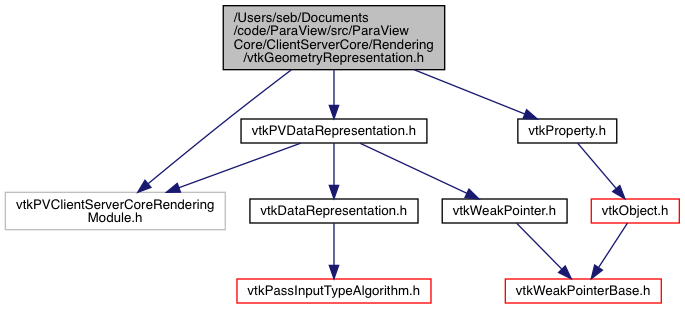 /Users/seb/Documents
/code/ParaView/src/ParaView
Core/ClientServerCore/Rendering
/vtkGeometryRepresentation.h
vtkPVDataRepresentation.h
vtkProperty.h
vtkPVClientServerCoreRendering
Module.h
vtkDataRepresentation.h
vtkWeakPointer.h
vtkObject.h
vtkPassInputTypeAlgorithm.h
vtkWeakPointerBase.h